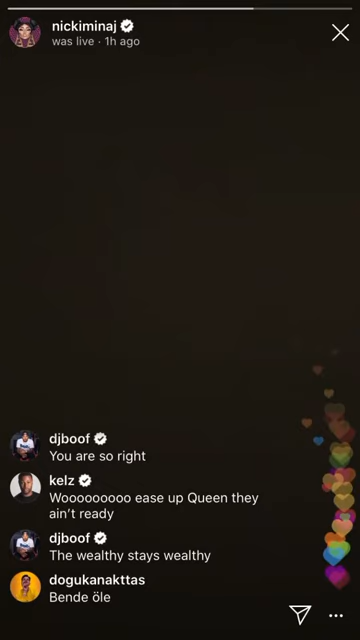 nickiminaj
was live · 1h ago
djboof
You are so right
kelz
Wooooooooo ease up Queen they
ain't ready
djboof
The wealthy stays wealthy
dogukanakttas
Bende öle